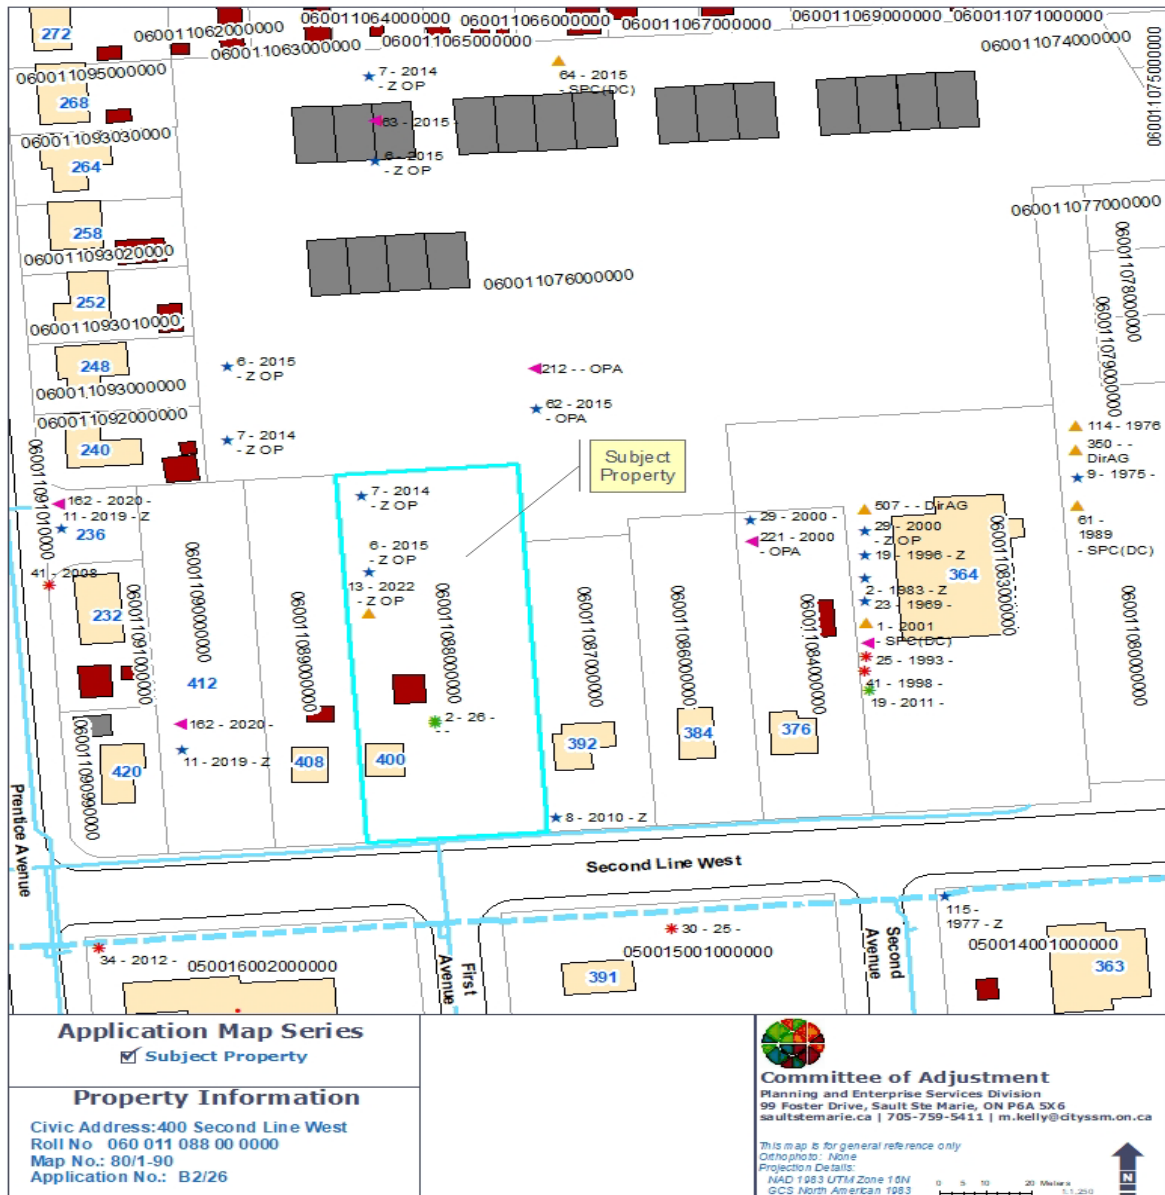 272
060011062000000
060011064000000
060011066000000
060011067000000
060011069000000
060011071000000
060011063000000
060011065000000
060011074000000
060011075000000
060011095000000
268
7 - 2014
- Z OP
64 - 2015
- SPC(DC)
060011093030000
63 - 2015 -
264
6 - 2015
- Z OP
258
060011077000000
060011093020000
060011076000000
060011078000000
252
060011093010000
060011079000000
248
6 - 2015
- Z OP
212 - - OPA
060011093000000
62 - 2015
- OPA
060011092000000
240
7 - 2014
- Z OP
114 - 1976
350 - -
DirAG
9 - 1975 -
Subject
Property
060011091010000
162 - 2020 -
11 - 2019 - Z
236
7 - 2014
- Z OP
29 - 2000 -
221 - 2000
- OPA
507 - - DirAG
29 - 2000
- Z OP
19 - 1996 - Z
2 - 1983 - Z
23 - 1969 -
1 - 2001
- SPC(DC)
25 - 1993 -
41 - 1998 -
19 - 2011 -
61 -
1989
- SPC(DC)
364
060011083000000
41 - 2008
6 - 2015
- Z OP
13 - 2022
- Z OP
232
060011091000000
060011090000000
060011089000000
060011088000000
060011087000000
060011086000000
060011084000000
060011080000000
412
162 - 2020 -
11 - 2019 - Z
2 - 26 -
- -
420
060011090990000
408
400
392
384
376
8 - 2010 - Z
Prentice Avenue
Second Line West
115 -
1977 - Z
30 - 25 -
34 - 2012 -
050016002000000
First
Avenue
050015001000000
391
Second
Avenue
050014001000000
363
Application Map Series
Subject Property
Property Information
Civic Address:400 Second Line West
Roll No 060 011 088 00 0000
Map No.: 80/1-90
Application No.: B2/26
Committee of Adjustment
Planning and Enterprise Services Division
99 Foster Drive, Sault Ste Marie, ON P6A 5X6
saultstemarie.ca | 705-759-5411 | m.kelly@cityssm.on.ca
This map is for general reference only
Orthophoto: None
Projection Details:
NAD 1983 UTM Zone 16N
GCS North American 1983
0 5 10 20 Meters
1:1,250
N